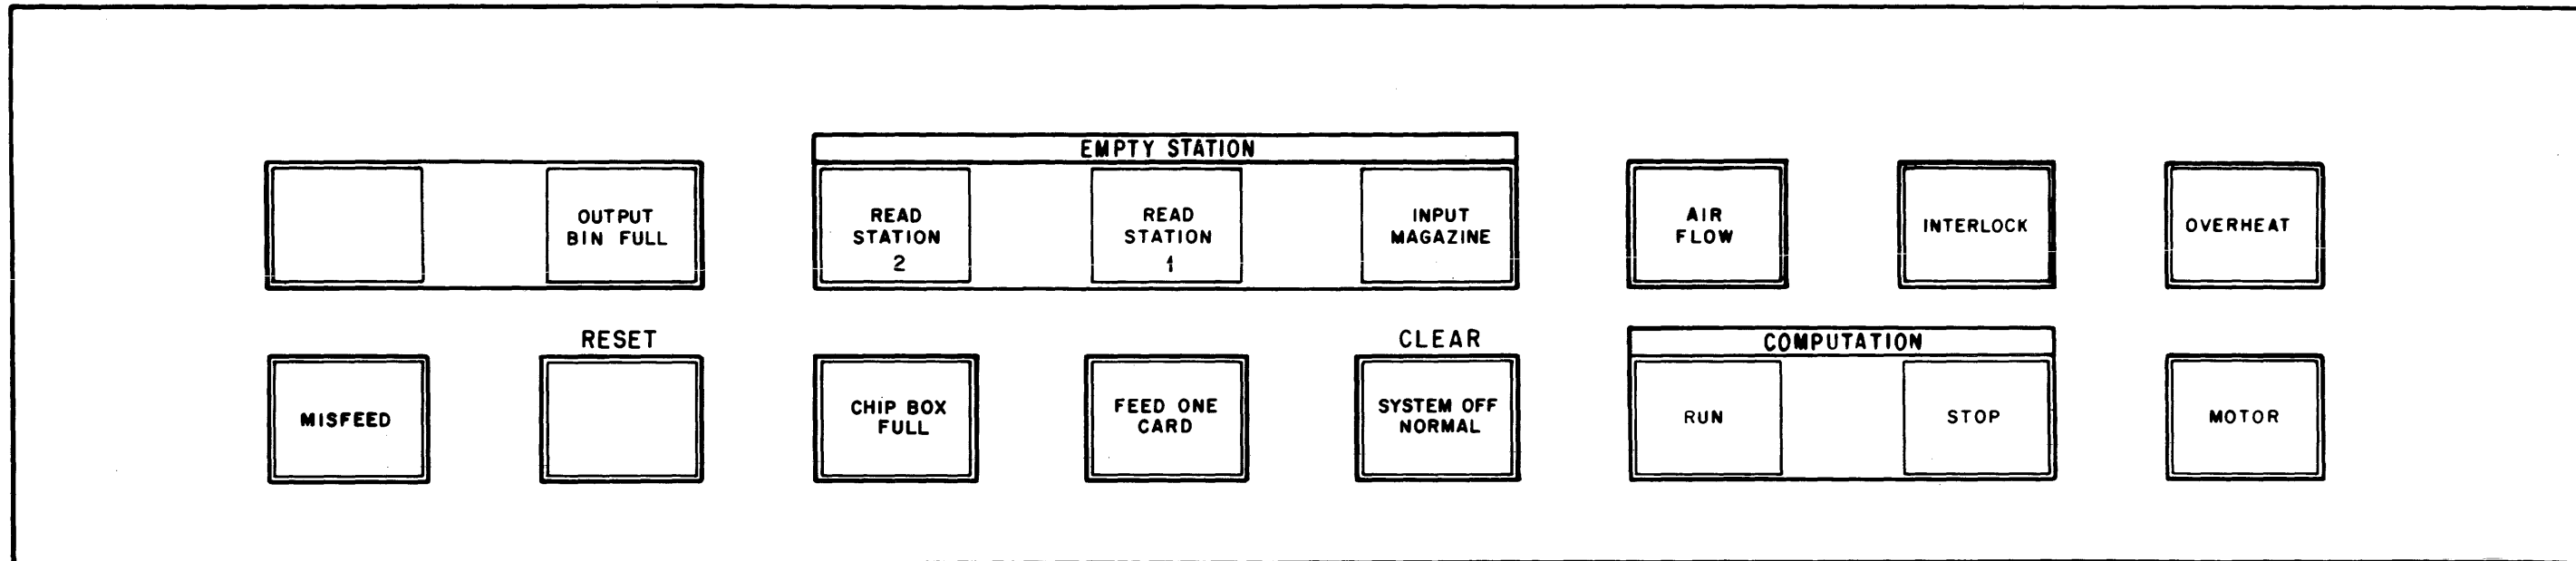 EMPTY STATION
OUTPUT
BIN FULL
READ
STATION
2
READ
STATION
1
INPUT
MAGAZINE
AIR
FLOW
INTERLOCK
OVERHEAT
RESET
CLEAR
COMPUTATION
MISFEED
CHIP BOX
FULL
FEED ONE
CARD
SYSTEM OFF
NORMAL
RUN
STOP
MOTOR